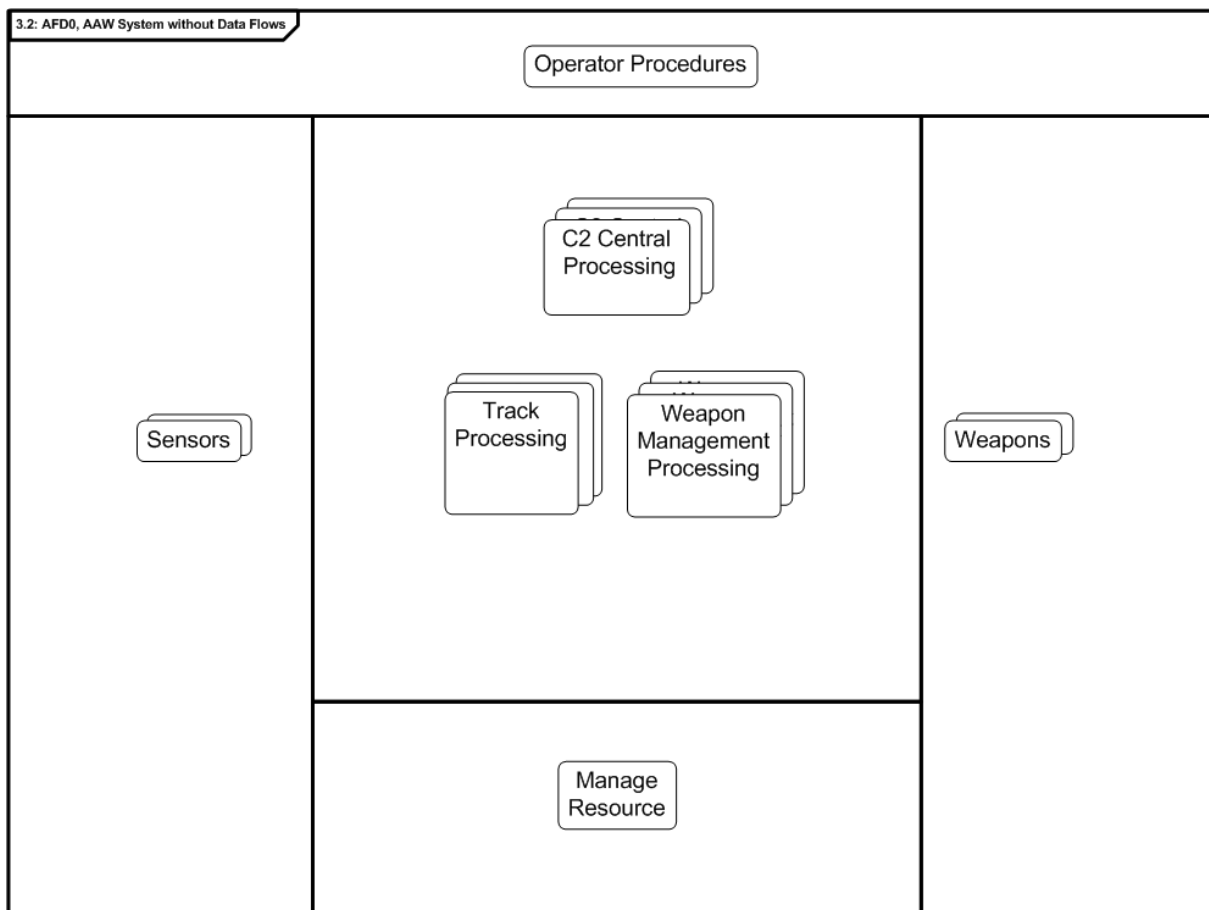 3.2: AFD0, AAW System without Data Flows
Operator Procedures
C2 Central
Processing
Track
Processing
Weapon
Management
Processing
Sensors
Weapons
Manage
Resource